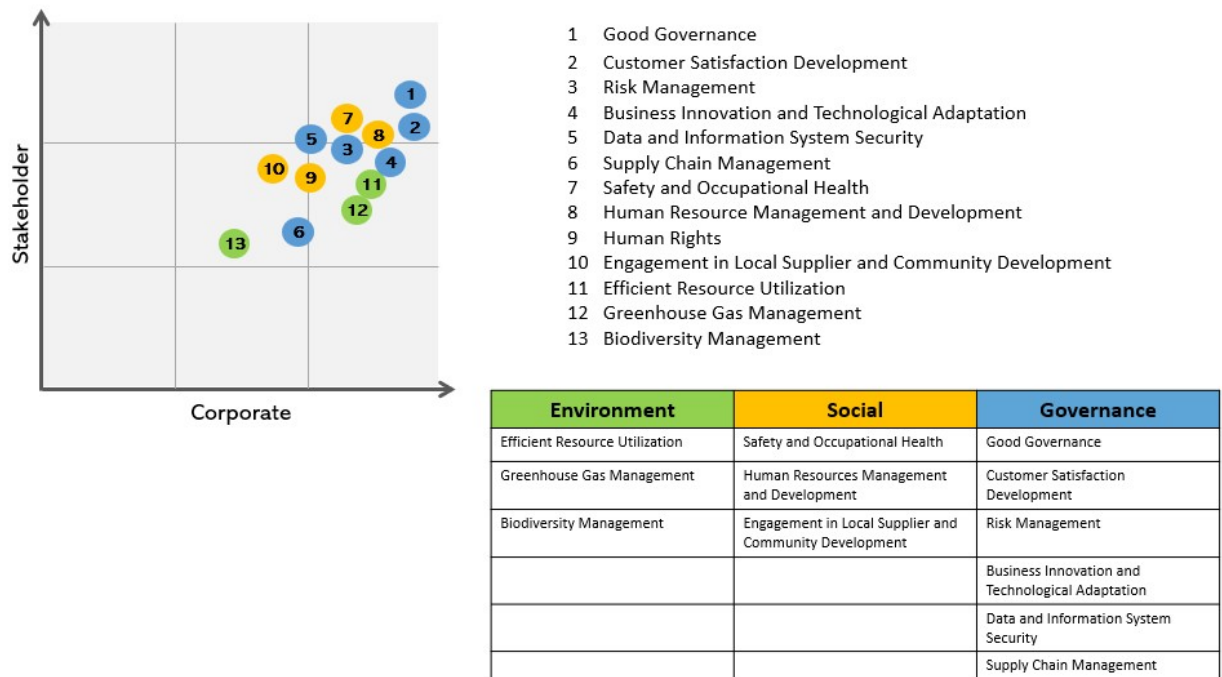 Stakeholder
Corporate
1
2
7
8
5
3
4
10
9
11
12
6
13
1 Good Governance
2 Customer Satisfaction Development
3 Risk Management
4 Business Innovation and Technological Adaptation
5 Data and Information System Security
6 Supply Chain Management
7 Safety and Occupational Health
8 Human Resource Management and Development
9 Human Rights
10 Engagement in Local Supplier and Community Development
11 Efficient Resource Utilization
12 Greenhouse Gas Management
13 Biodiversity Management
Environment Social Governance
Efficient Resource Utilization Safety and Occupational Health Good Governance
Greenhouse Gas Management Human Resources Management Customer Satisfaction
and Development Development
Biodiversity Management Engagement in Local Supplier and Risk Management
Community Development
Business Innovation and
Technological Adaptation
Data and Information System
Security
Supply Chain Management